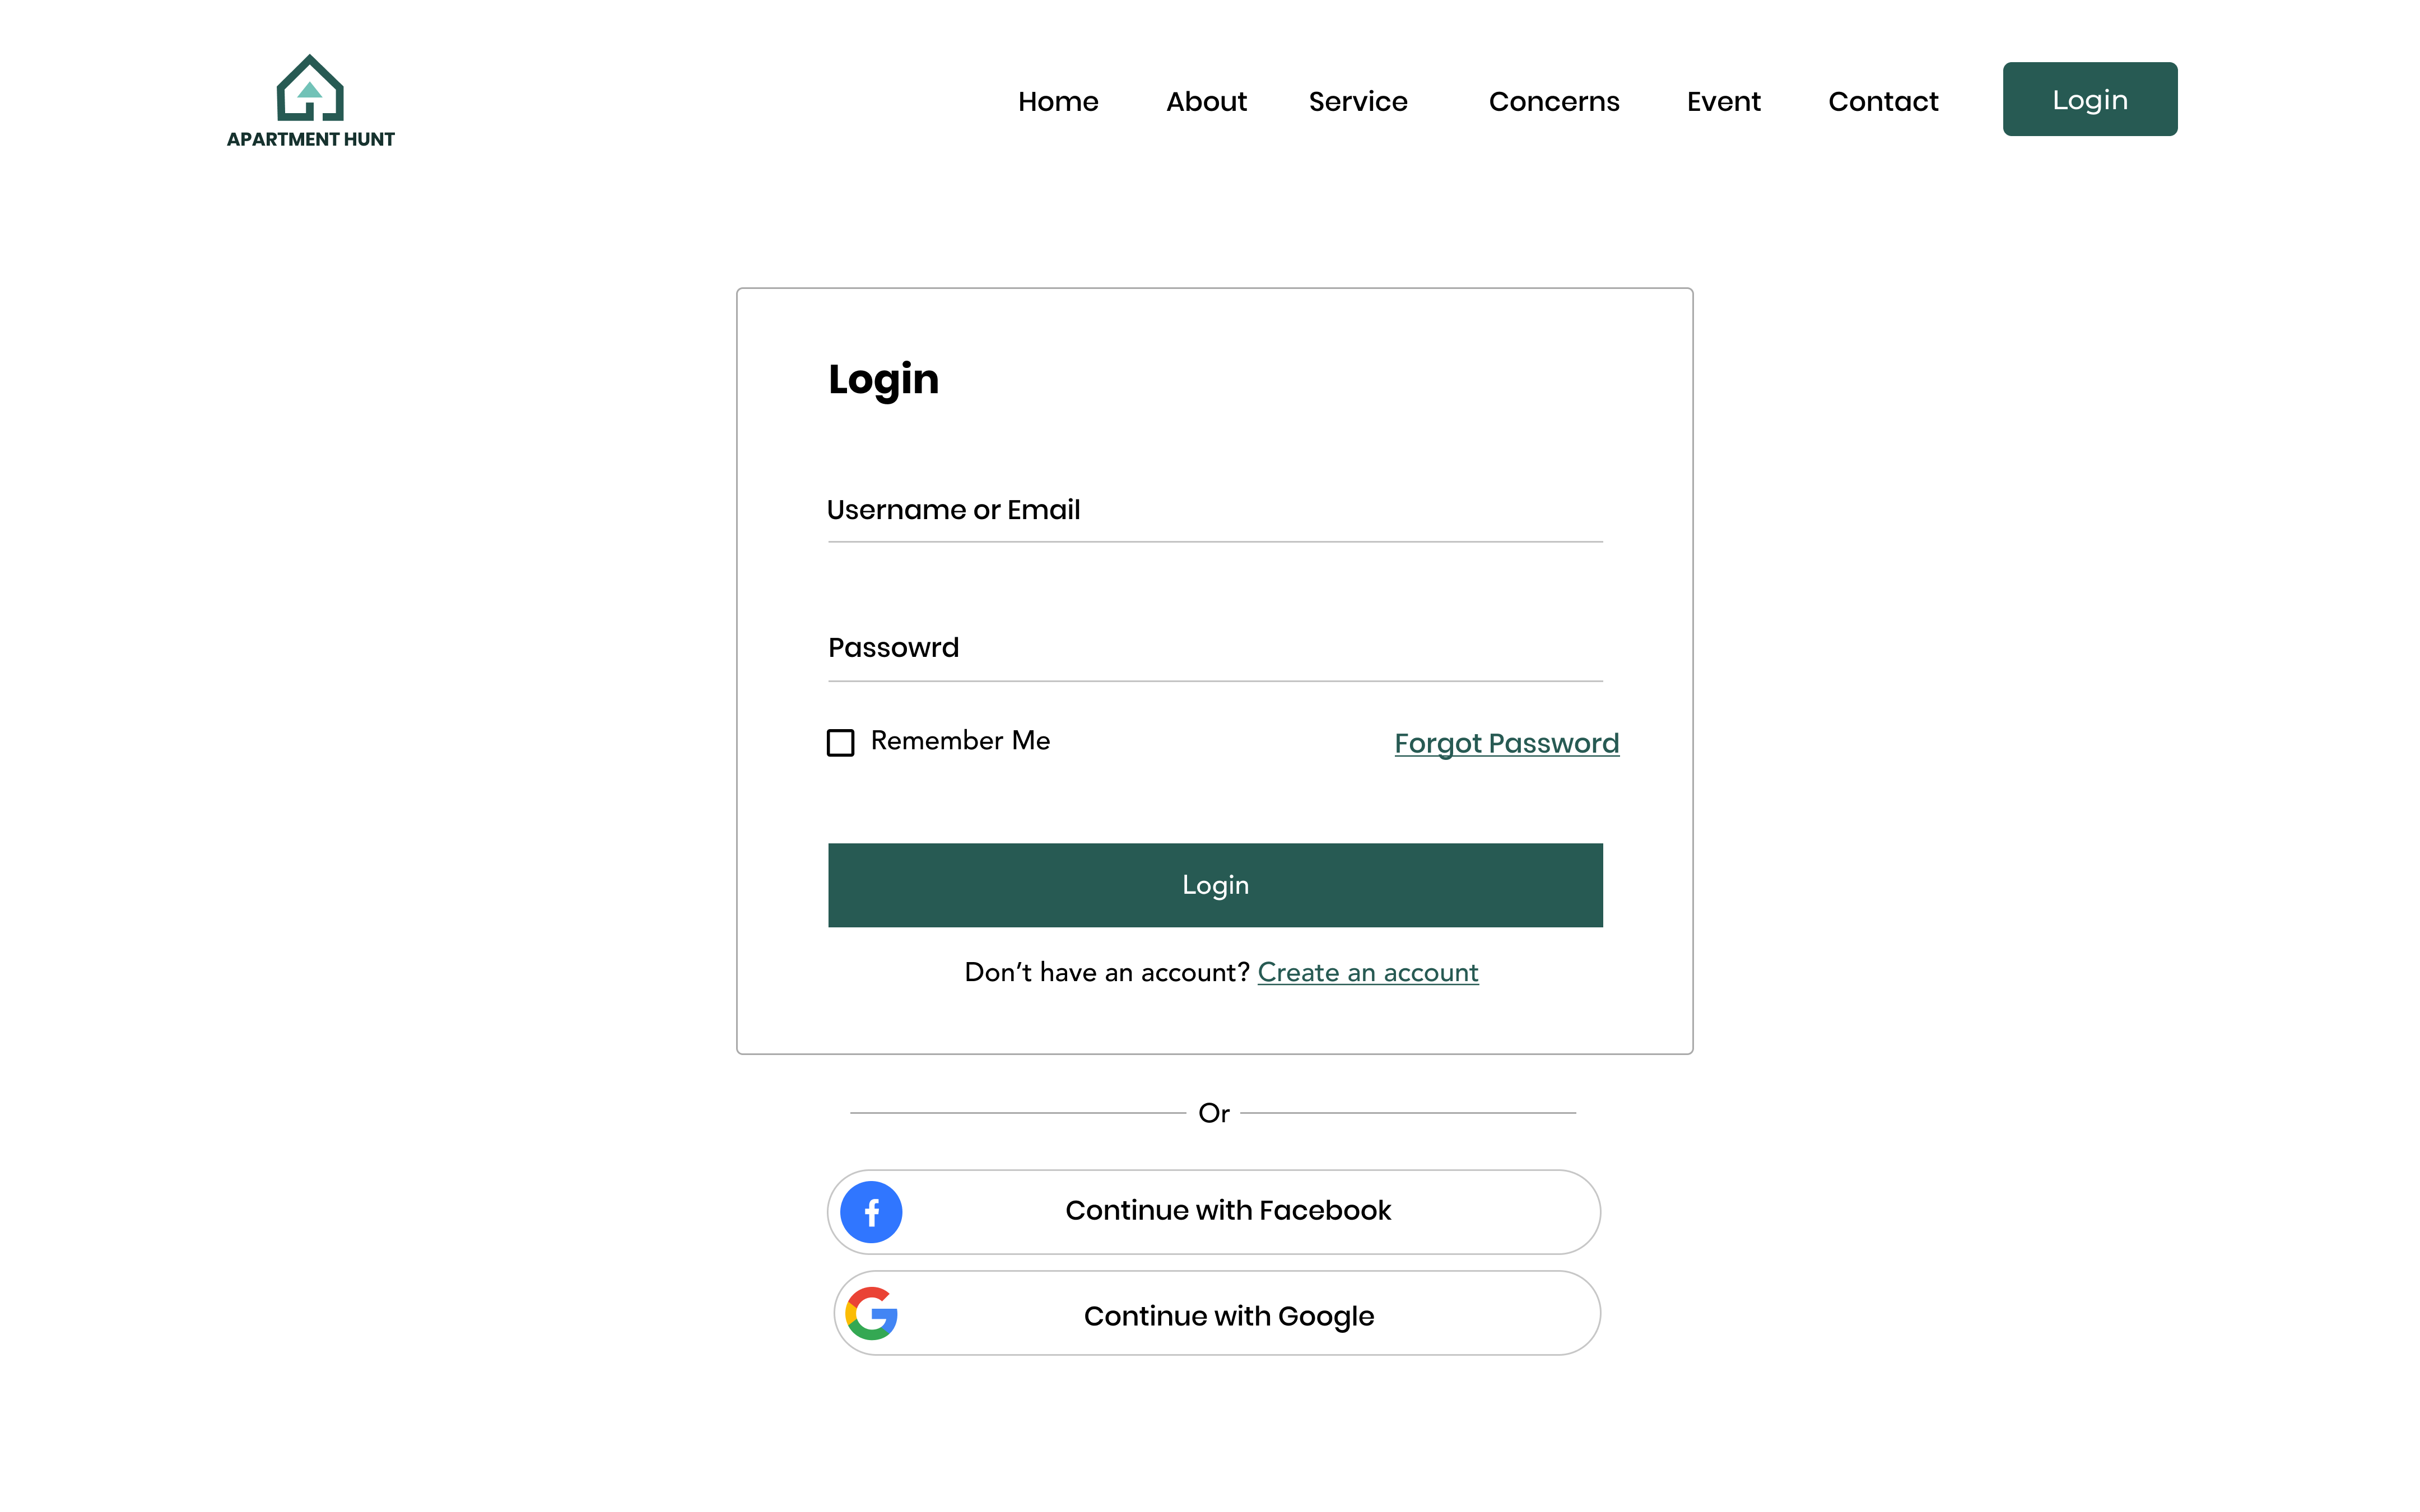 APARTMENT HUNT
Home About Service Concerns Event Contact Login
Login
Username or Email
Passowrd
Remember Me Forgot Password
Login
Don’t have an account? Create an account
Or
Continue with Facebook
Continue with Google